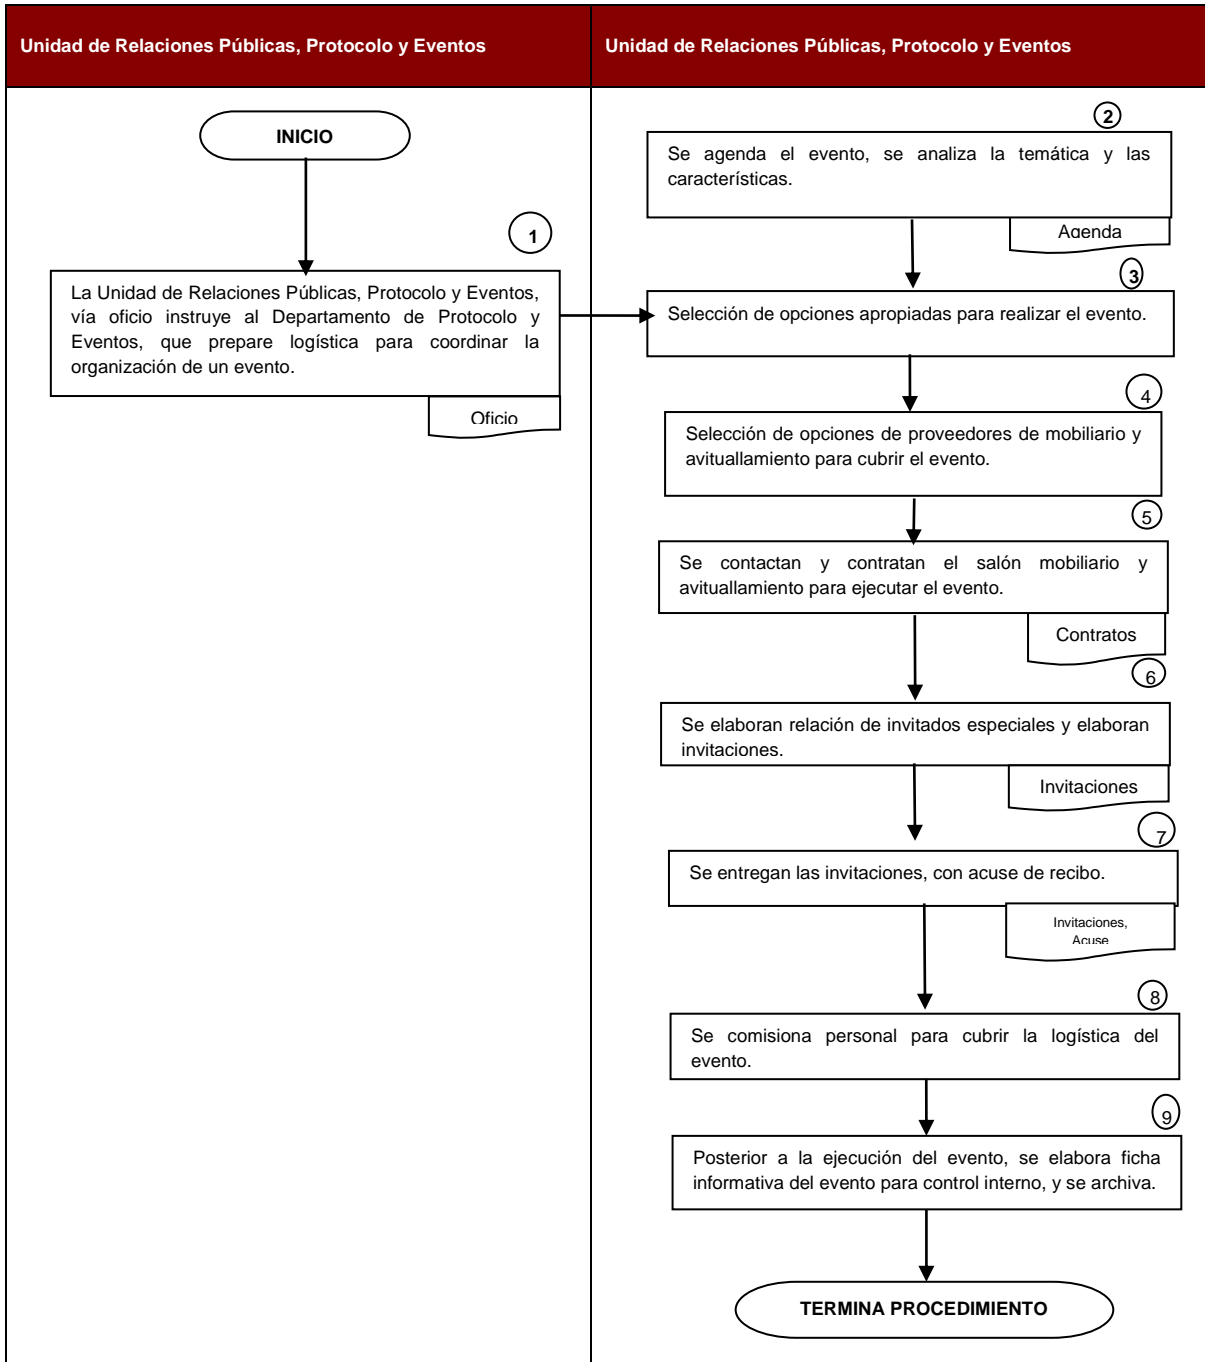 Unidad de Relaciones Públicas, Protocolo y Eventos
Unidad de Relaciones Públicas, Protocolo y Eventos
INICIO
1
La Unidad de Relaciones Públicas, Protocolo y Eventos,
vía oficio instruye al Departamento de Protocolo y
Eventos, que prepare logística para coordinar la
organización de un evento.
Oficio
2
Se agenda el evento, se analiza la temática y las
características.
Agenda
3
Selección de opciones apropiadas para realizar el evento.
4
Selección de opciones de proveedores de mobiliario y
avituallamiento para cubrir el evento.
5
Se contactan y contratan el salón mobiliario y
avituallamiento para ejecutar el evento.
Contratos
6
Se elaboran relación de invitados especiales y elaboran
invitaciones.
Invitaciones
7
Se entregan las invitaciones, con acuse de recibo.
Invitaciones,
Acuse
8
Se comisiona personal para cubrir la logística del
evento.
9
Posterior a la ejecución del evento, se elabora ficha
informativa del evento para control interno, y se archiva.
TERMINA PROCEDIMIENTO